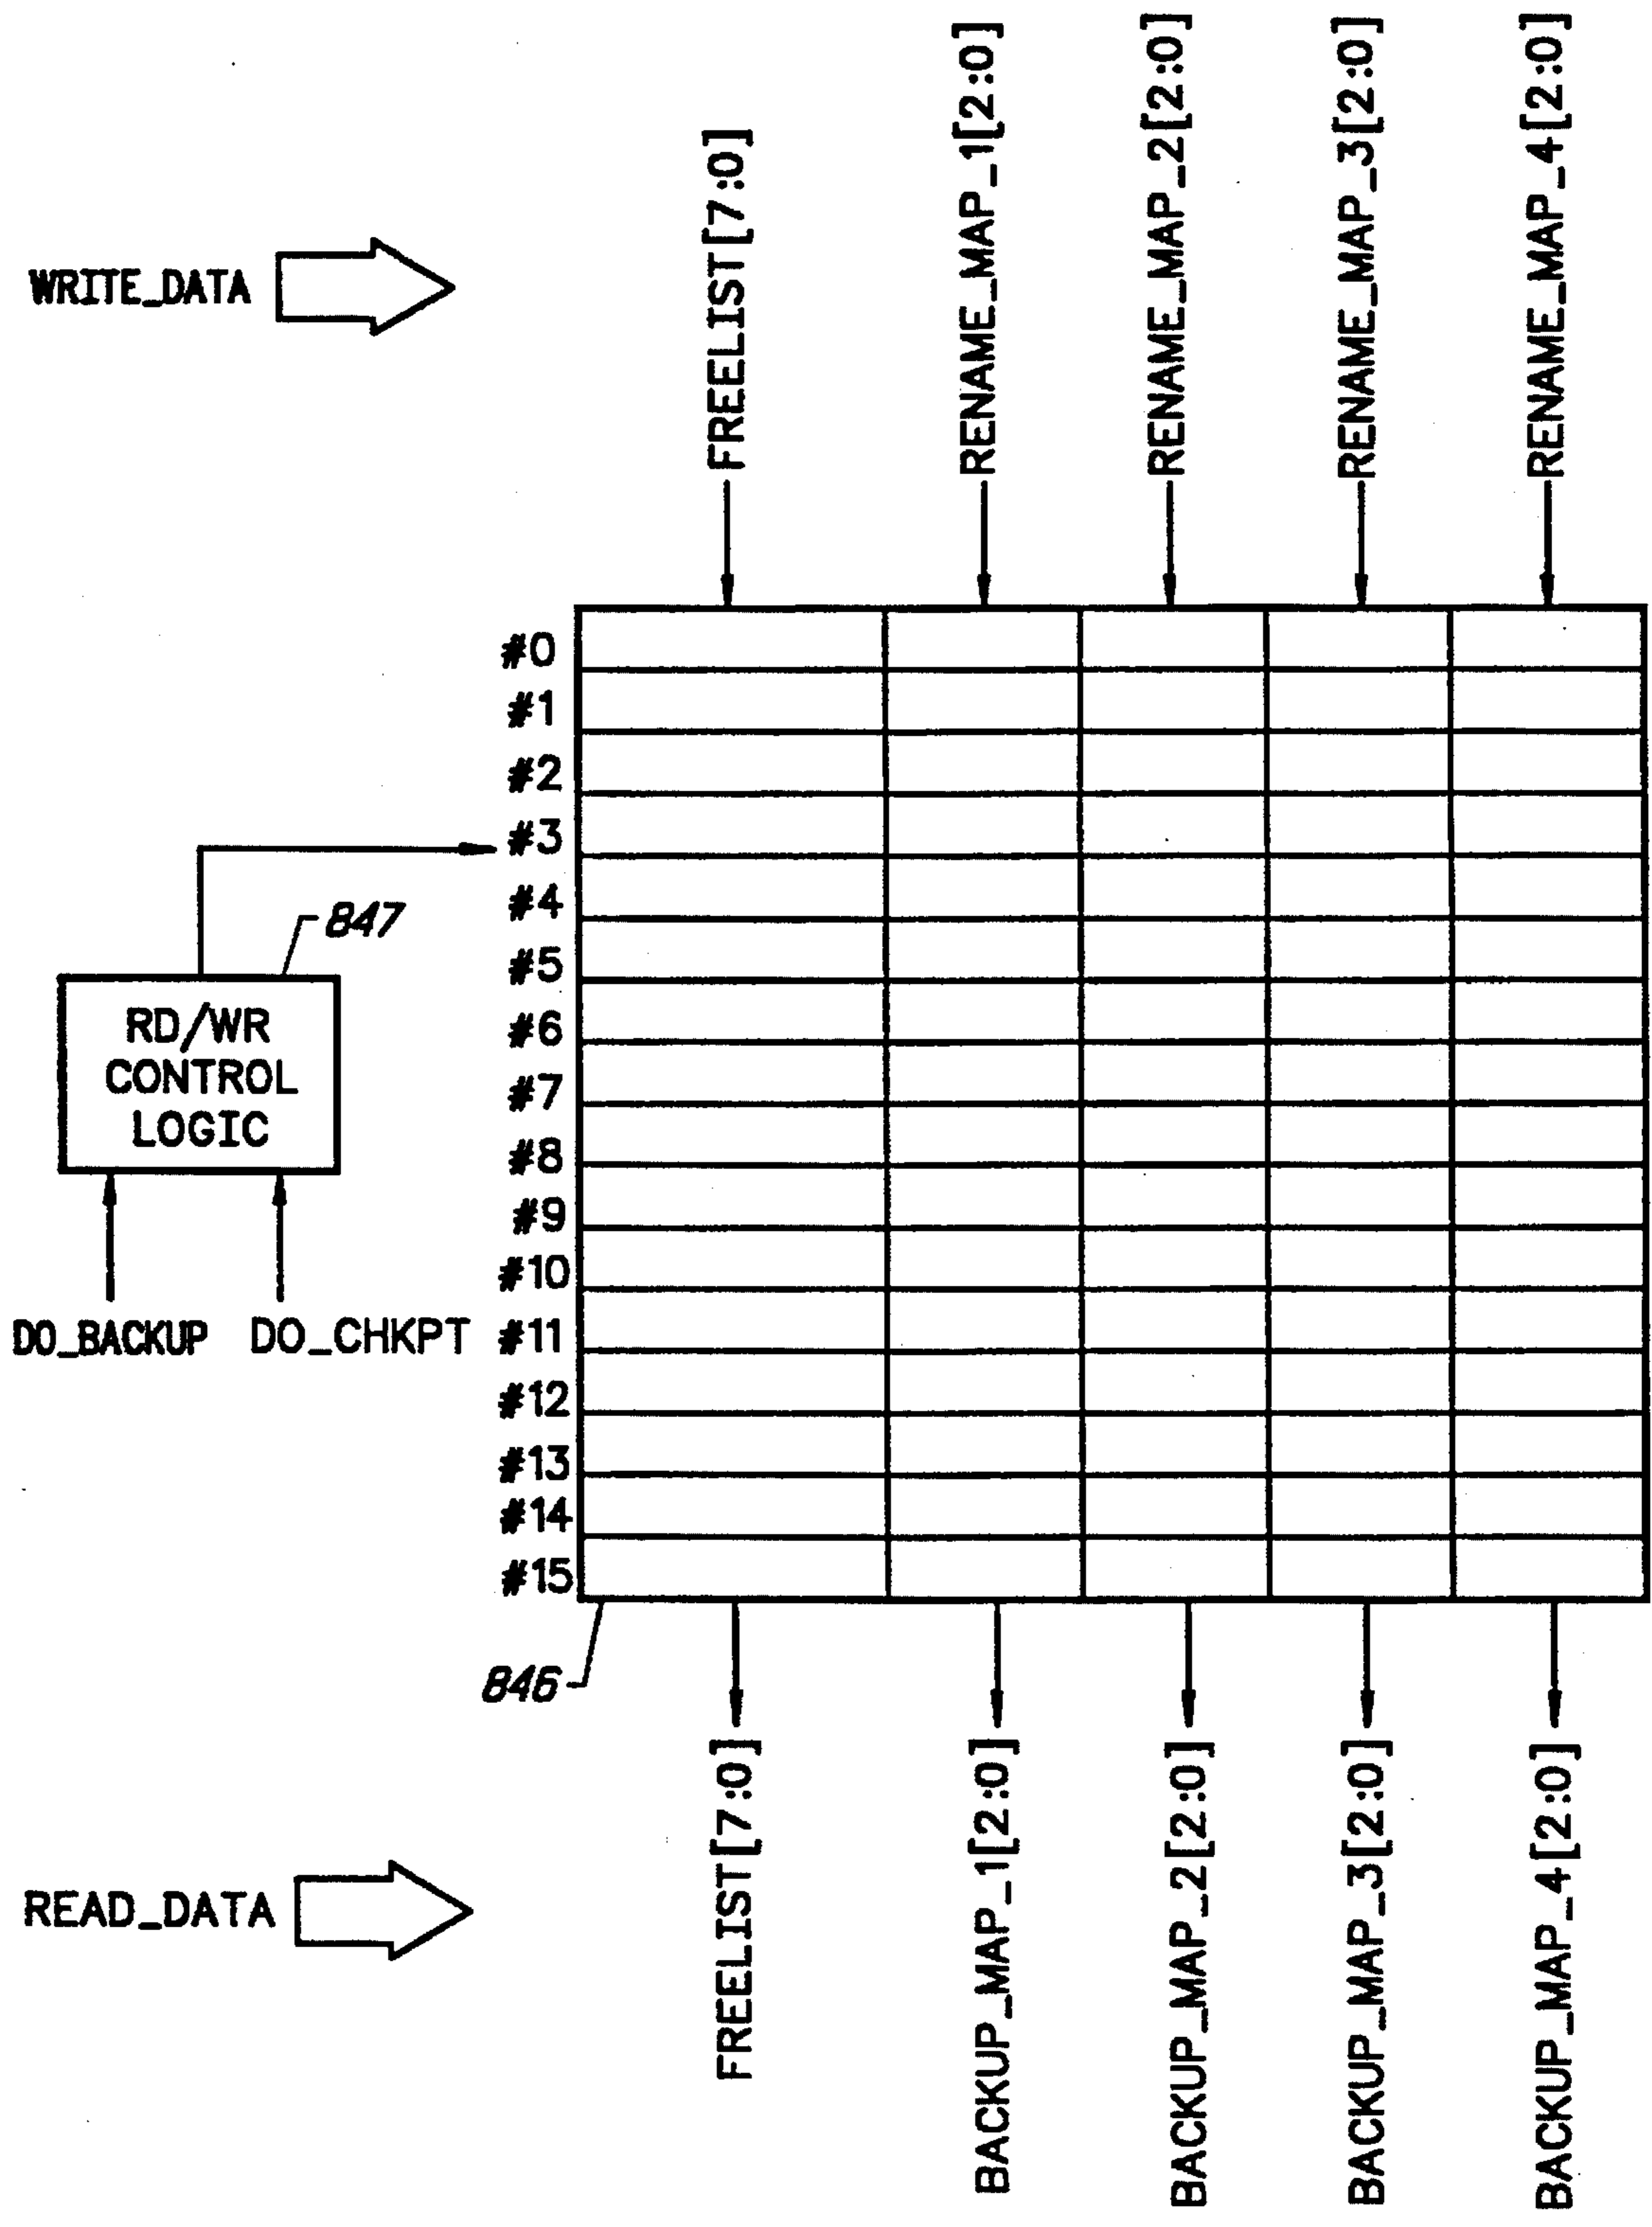 WRITE_DATA
FREELIST[7:0]
RENAME_MAP_1[2:0]
RENAME_MAP_2[2:0]
RENAME_MAP_3[2:0]
RENAME_MAP_4[2:0]
#0
#1
#2
#3
#4
#5
#6
#7
#8
#9
#10
#11
#12
#13
#14
#15
847
RD/WR
CONTROL
LOGIC
DO_BACKUP
DO_CHKPT
846
READ_DATA
FREELIST[7:0]
BACKUP_MAP_1[2:0]
BACKUP_MAP_2[2:0]
BACKUP_MAP_3[2:0]
BACKUP_MAP_4[2:0]